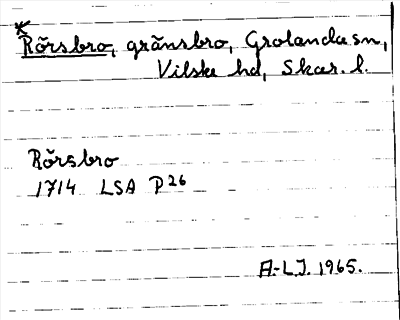 Rörsbro, gränsbro, Grolanda sn,
Vilske hd, Skar. l.
Rörsbro
1714 LSA P26
A.-L.J. 1965.